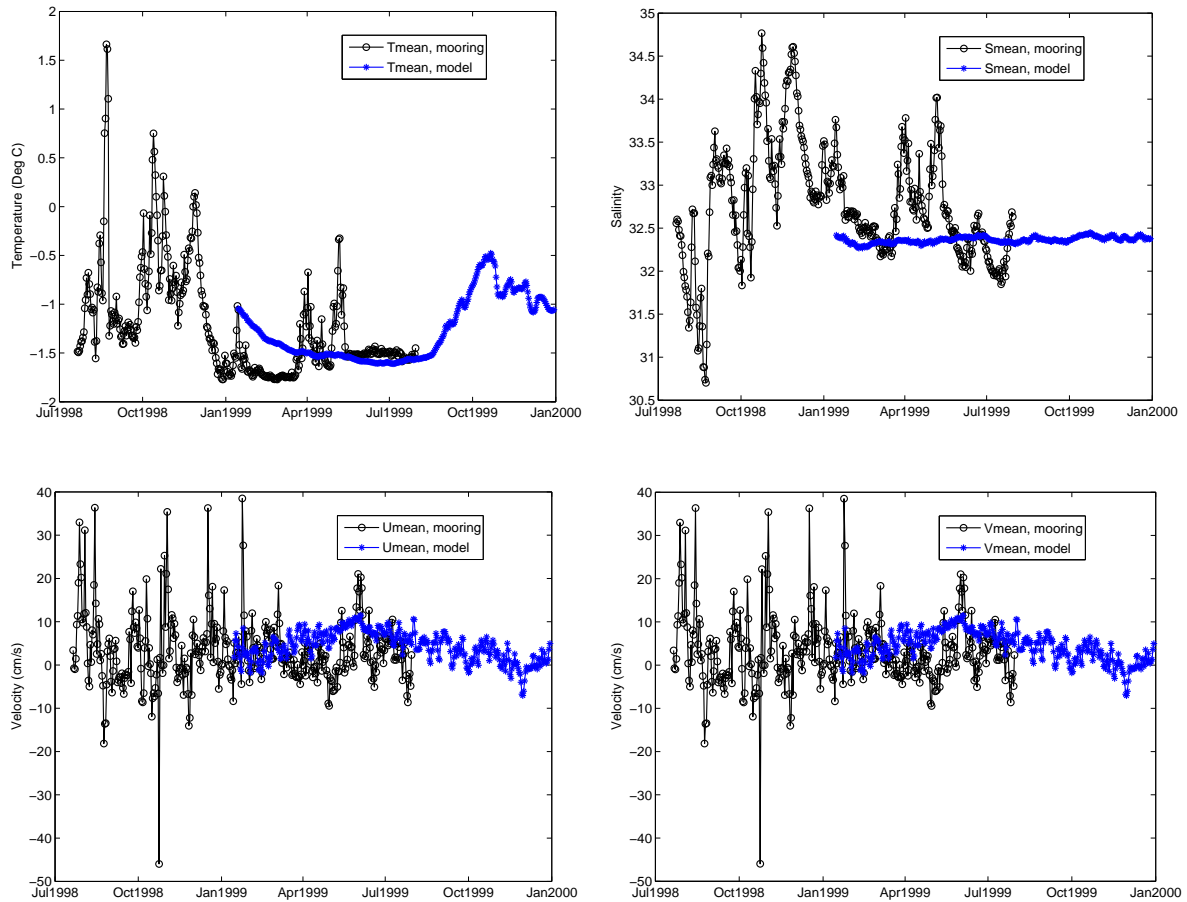 2
1.5
1
0.5
0
−0.5
−1
−1.5
−2
Temperature (Deg C)
Tmean, mooring
Tmean, model
Jul1998 Oct1998 Jan1999 Apr1999 Jul1999 Oct1999 Jan2000
35
34.5
34
33.5
33
32.5
32
31.5
31
30.5
Salinity
Smean, mooring
Smean, model
Jul1998 Oct1998 Jan1999 Apr1999 Jul1999 Oct1999 Jan2000
40
30
20
10
0
−10
−20
−30
−40
−50
Velocity (cm/s)
Umean, mooring
Umean, model
Jul1998 Oct1998 Jan1999 Apr1999 Jul1999 Oct1999 Jan2000
40
30
20
10
0
−10
−20
−30
−40
−50
Velocity (cm/s)
Vmean, mooring
Vmean, model
Jul1998 Oct1998 Jan1999 Apr1999 Jul1999 Oct1999 Jan2000